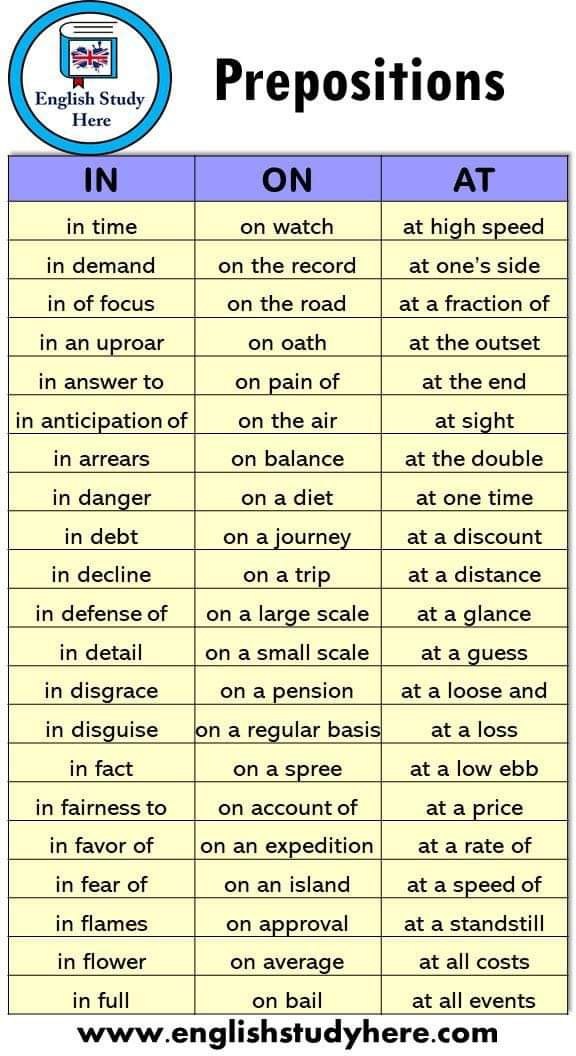 English Study
Here
Prepositions
IN ON AT
in time on watch at high speed
in demand on the record at one's side
in of focus on the road at a fraction of
in an uproar on oath at the outset
in answer to on pain of at the end
in anticipation of on the air at sight
in arrears on balance at the double
in danger on a diet at one time
in debt on a journey at a discount
in decline on a trip at a distance
in defense of on a large scale at a glance
in detail on a small scale at a guess
in disgrace on a pension at a loose and
in disguise on a regular basis at a loss
in fact on a spree at a low ebb
in fairness to on account of at a price
in favor of on an expedition at a rate of
in fear of on an island at a speed of
in flames on approval at a standstill
in flower on average at all costs
in full on bail at all events
www.englishstudyhere.com